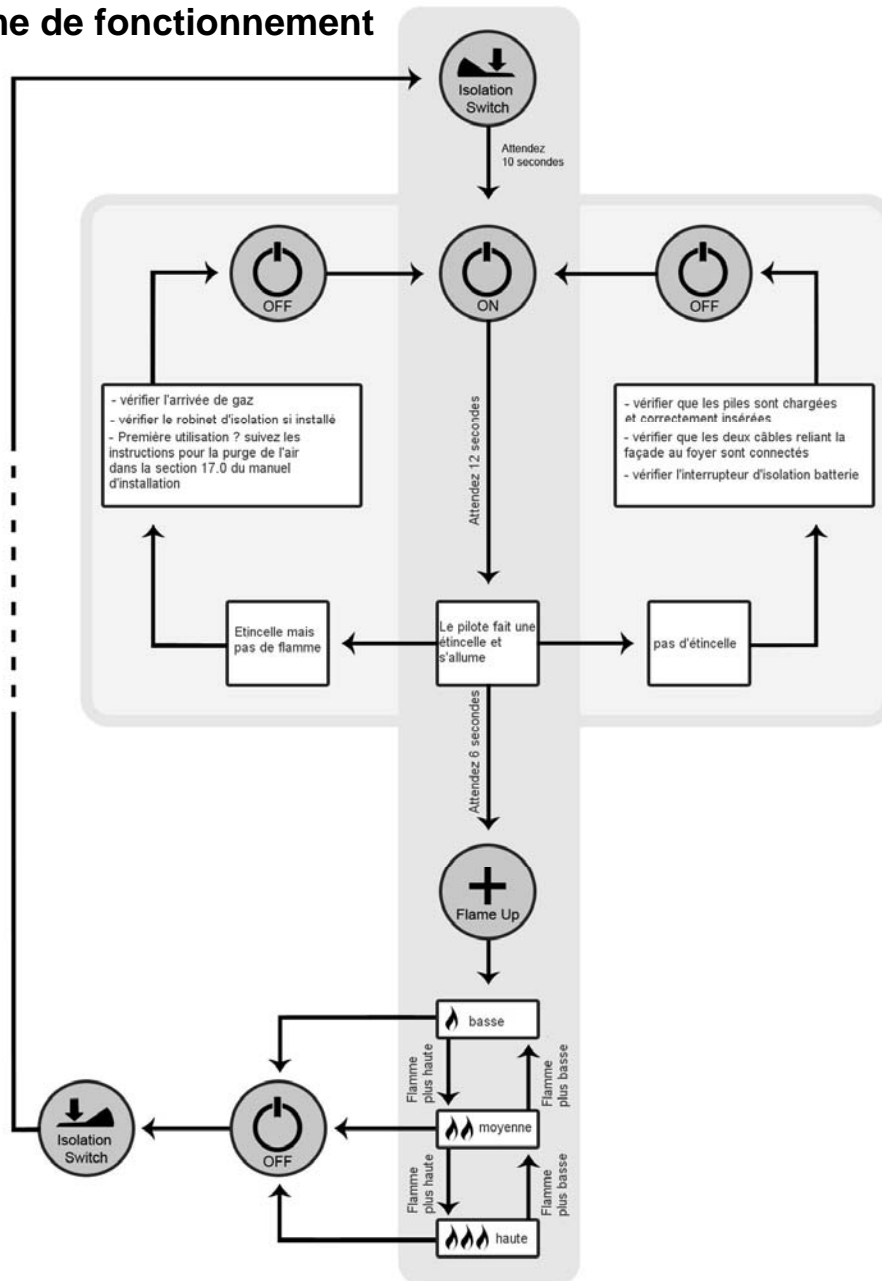 ne de fonctionnement
Isolation
Switch
Attendez
10 secondes
OFF
ON
OFF
- vérifier l'arrivée de gaz
- vérifier le robinet d'isolation si installé
- Première utilisation ? suivez les
instructions pour la purge de l'air
dans la section 17.0 du manuel
d'installation
Attendez 12 secondes
- vérifier que les piles sont chargées
et correctement insérées
- vérifier que les deux câbles reliant la
façade au foyer sont connectés
- vérifier l'interrupteur d'isolation batterie
Etincelle mais
pas de flamme
Le pilote fait une
étincelle et
s'allume
pas d'étincelle
Attendez 6 secondes
Flame Up
basse
Flamme
plus haute
Flamme
plus basse
Isolation
Switch
OFF
moyenne
Flamme
plus haute
Flamme
plus basse
haute